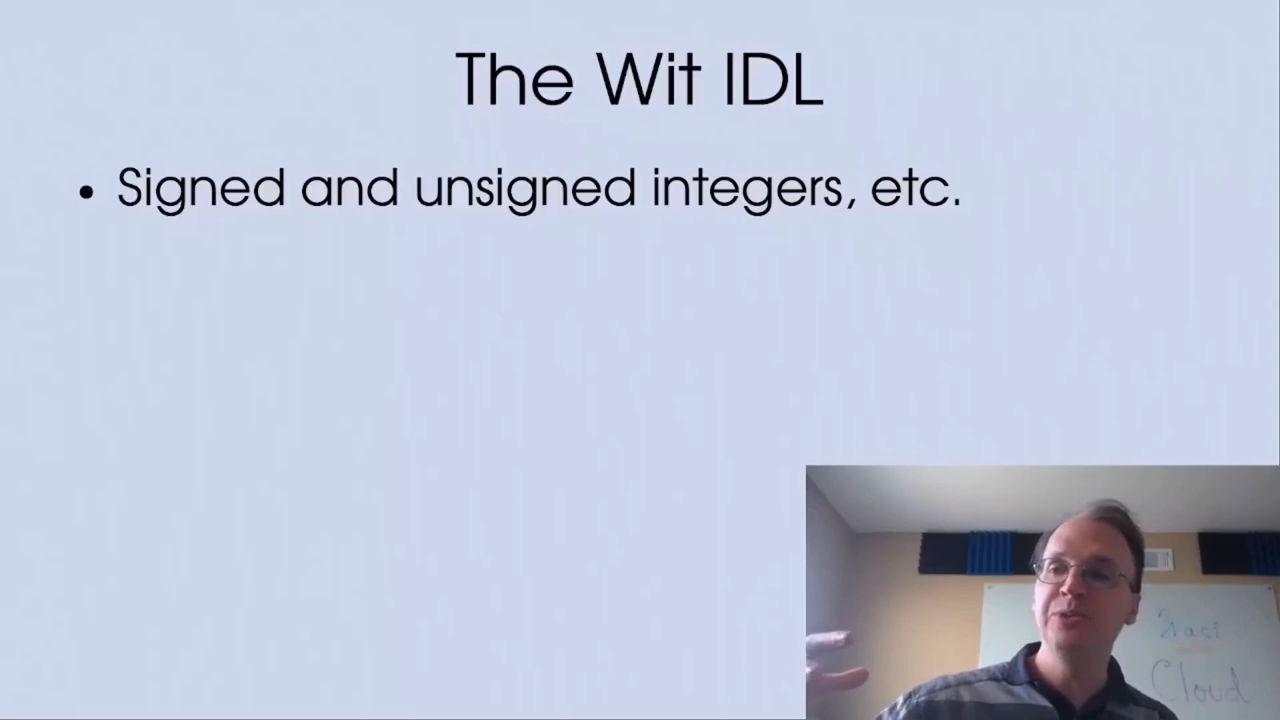 The Wit IDL
• Signed and unsigned integers, etc.
Cloud